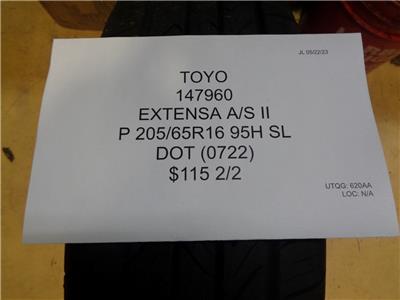 JL 05/22/23
TOYO
147960
EXTENSA A/S II
P 205/65R16 95H SL
DOT (0722)
$115 2/2
UTQG: 620AA
LOC: N/A